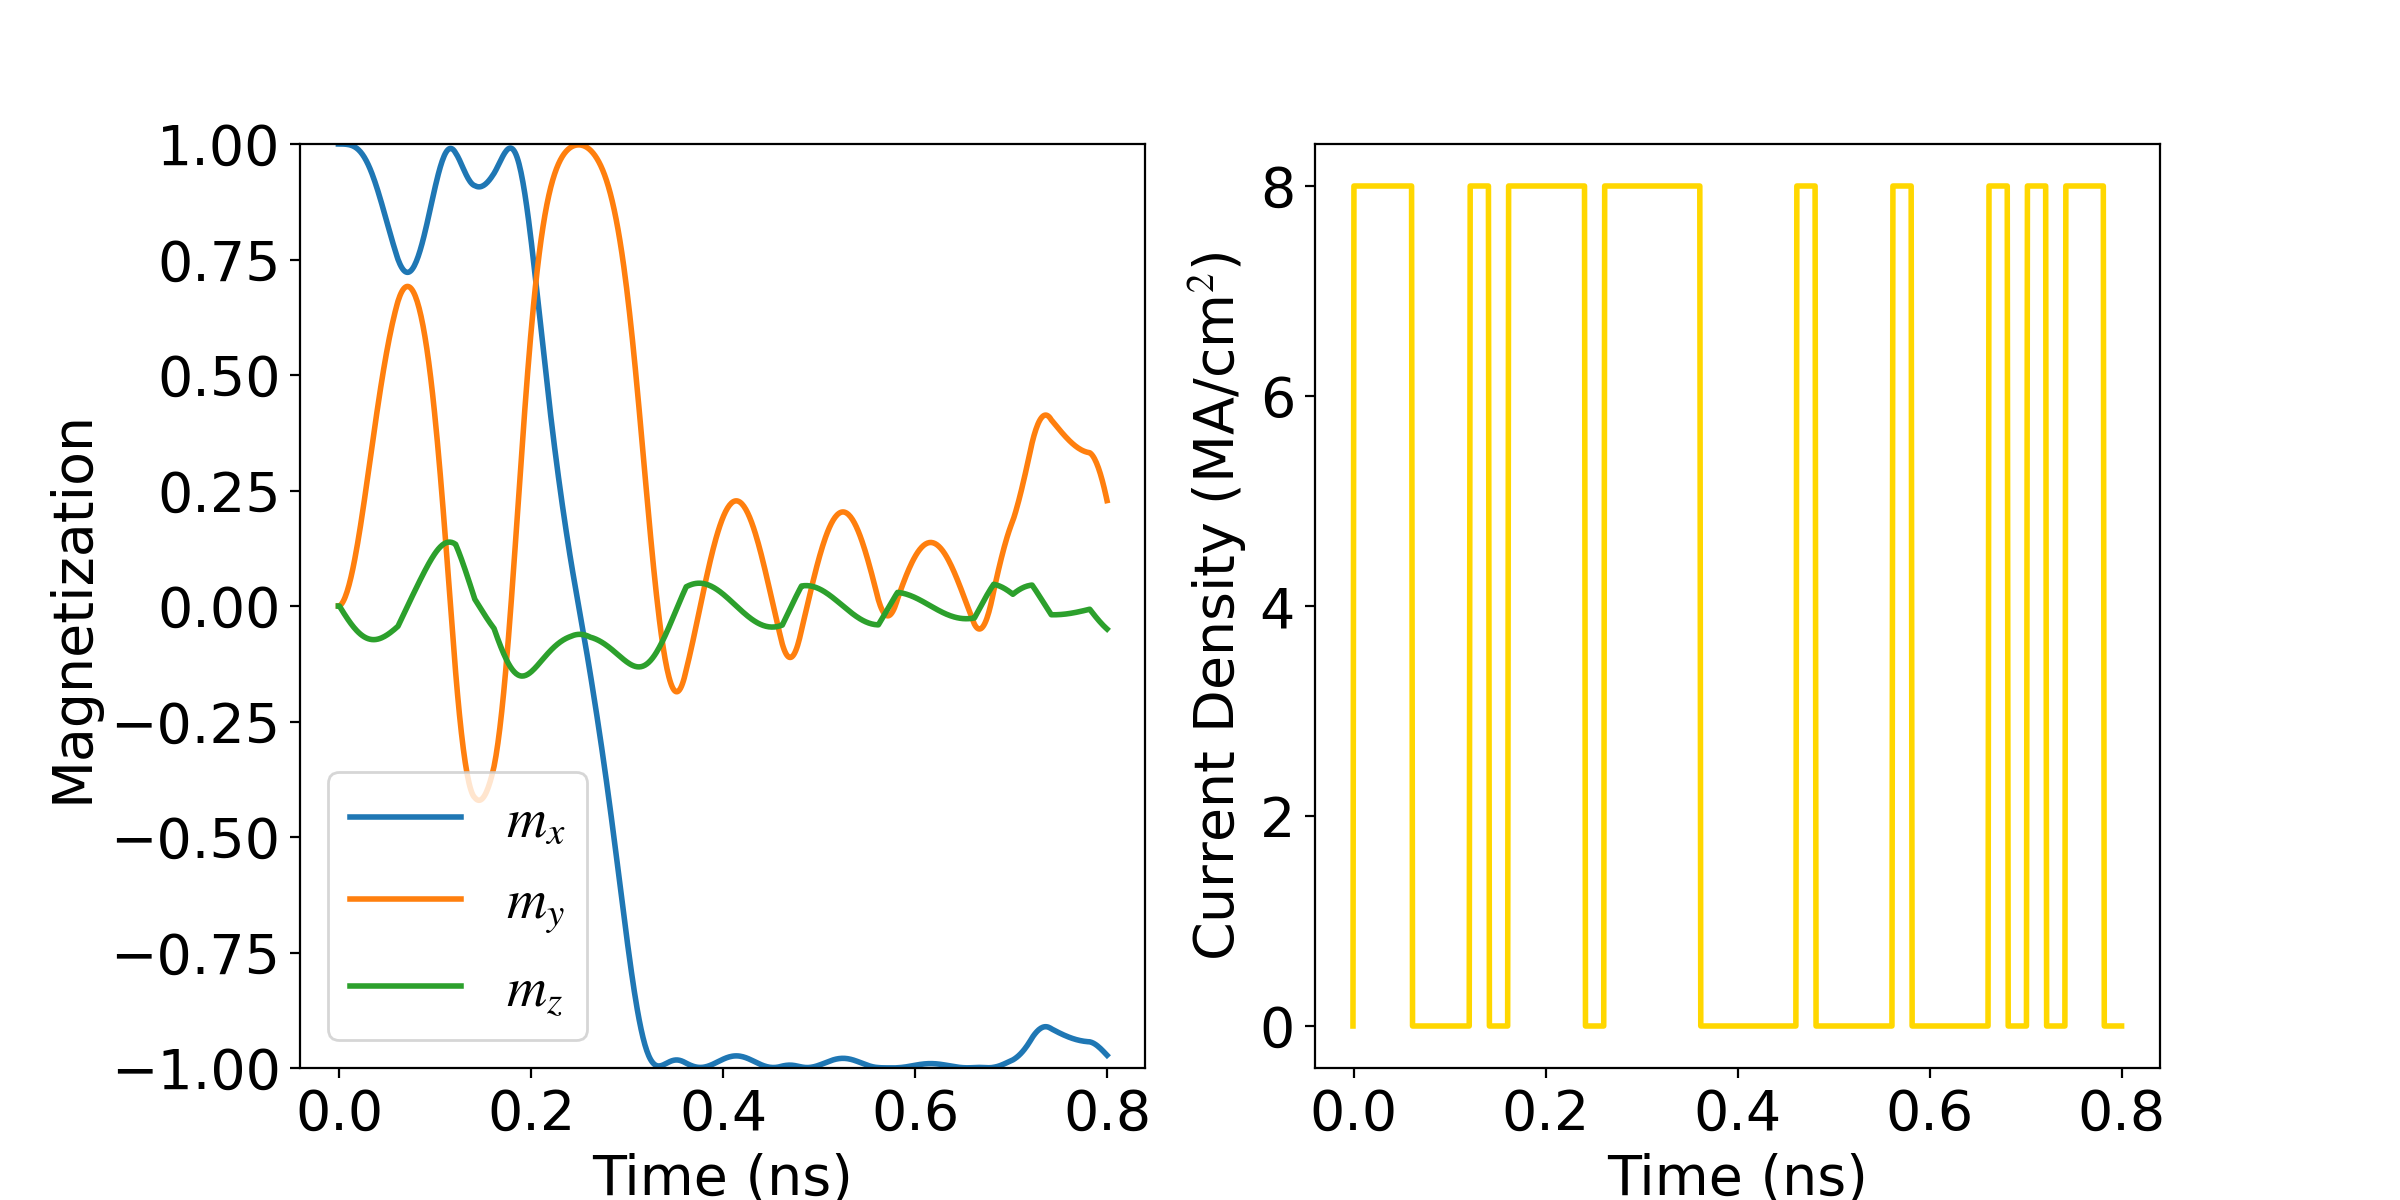 Magnetization
1.00
0.75
0.50
0.25
0.00
−0.25
−0.50
−0.75
−1.00
m_x
m_y
m_z
0.0 0.2 0.4 0.6 0.8
Time (ns)
Current Density (MA/cm²)
8
6
4
2
0
0.0 0.2 0.4 0.6 0.8
Time (ns)